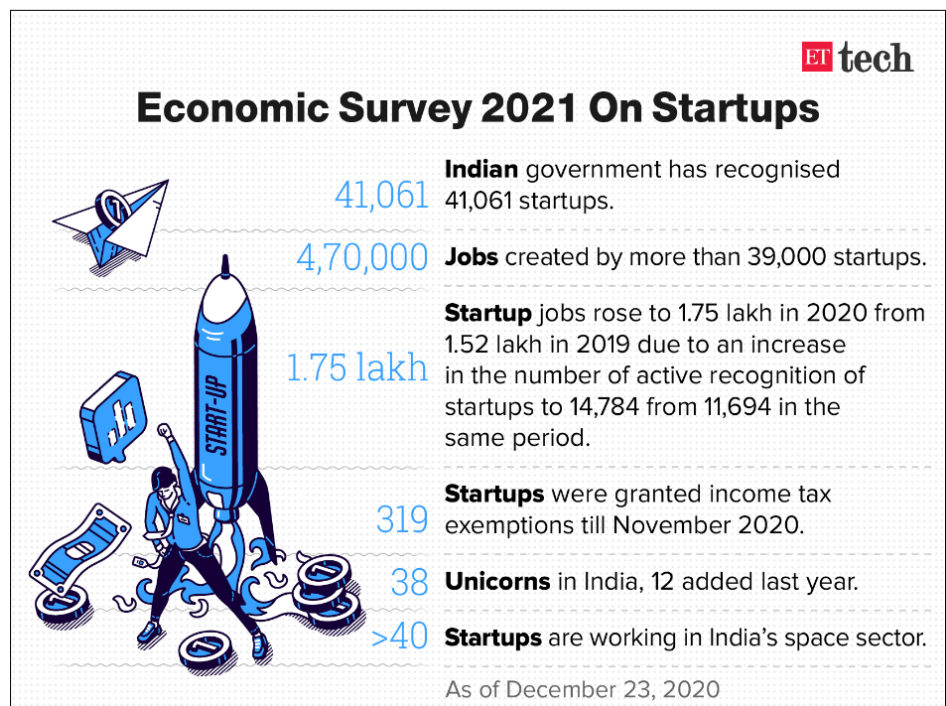 ET tech
Economic Survey 2021 On Startups
41,061
Indian government has recognised
41,061 startups.
4,70,000
Jobs created by more than 39,000 startups.
1.75 lakh
Startup jobs rose to 1.75 lakh in 2020 from
1.52 lakh in 2019 due to an increase
in the number of active recognition of
startups to 14,784 from 11,694 in the
same period.
START-UP
319
Startups were granted income tax
exemptions till November 2020.
38
Unicorns in India, 12 added last year.
>40
Startups are working in India's space sector.
As of December 23, 2020